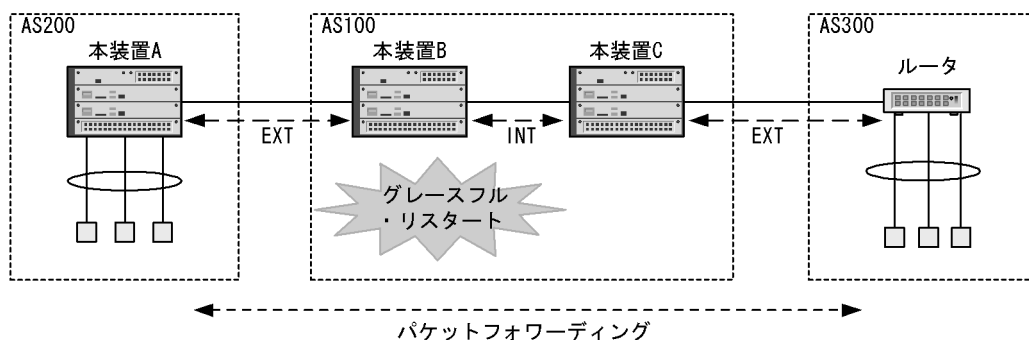 AS200
AS100
AS300
本装置A
本装置B
本装置C
ルータ
EXT
INT
EXT
グレースフル
・リスタート
パケットフォワーディング